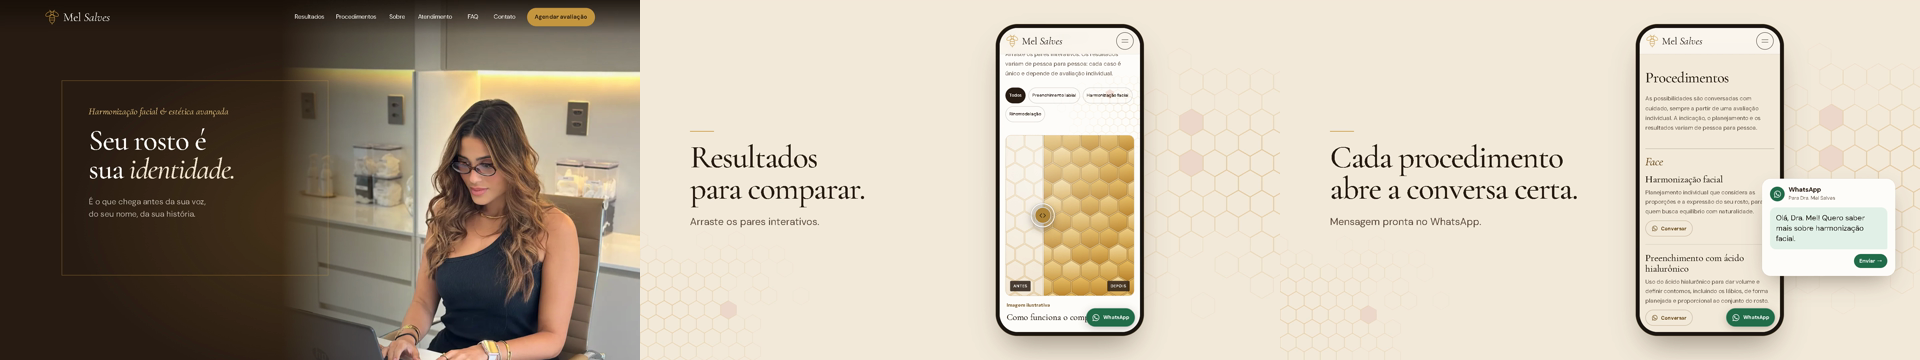 Mel Salves
Resultados
Procedimentos
Sobre
Atendimento
FAQ
Contato
Agendar avaliação
Harmonização facial & estética avançada
Seu rosto é
sua identidade.
É o que chega antes da sua voz,
do seu nome, da sua história.
Resultados
para comparar.
Arraste os pares interativos.
Mel Salves
variam de pessoa para pessoa: cada caso é
único e depende de avaliação individual.
Todos
Preenchimento labial
Harmonização facial
Rinomodelação
ANTES
DEPOIS
Imagem ilustrativa
Como funciona o com
WhatsApp
Cada procedimento
abre a conversa certa.
Mensagem pronta no WhatsApp.
Mel Salves
Procedimentos
As possibilidades são conversadas com
cuidado, sempre a partir de uma avaliação
individual. A indicação, o planejamento e os
resultados variam de pessoa para pessoa.
Face
Harmonização facial
Planejamento individual que considera as
proporções e a expressão do seu rosto, para
quem busca equilíbrio com naturalidade.
Conversar
Preenchimento com ácido
hialurônico
Uso do ácido hialurônico para dar volume e
definir contornos, incluindo os lábios, de forma
planejada e proporcional ao conjunto do rosto.
Conversar
WhatsApp
WhatsApp
Para Dra. Mel Salves
Olá, Dra. Mel! Quero saber
mais sobre harmonização
facial.
Enviar →